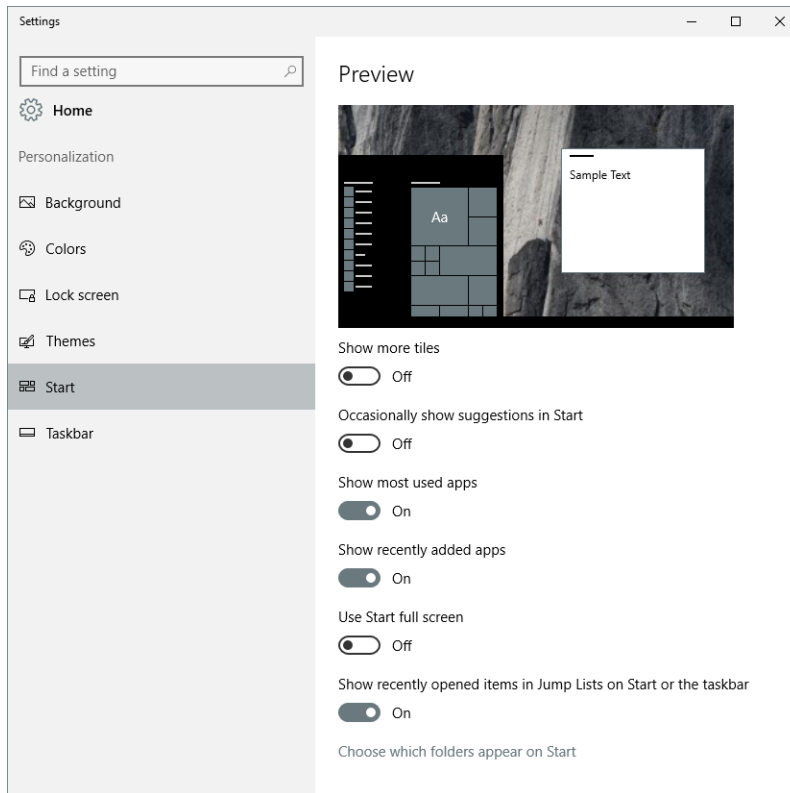 Settings
Find a setting
Home
Personalization
Background
Colors
Lock screen
Themes
Start
Taskbar
Preview
Aa
Sample Text
Show more tiles
Off
Occasionally show suggestions in Start
Off
Show most used apps
On
Show recently added apps
On
Use Start full screen
Off
Show recently opened items in Jump Lists on Start or the taskbar
On
Choose which folders appear on Start